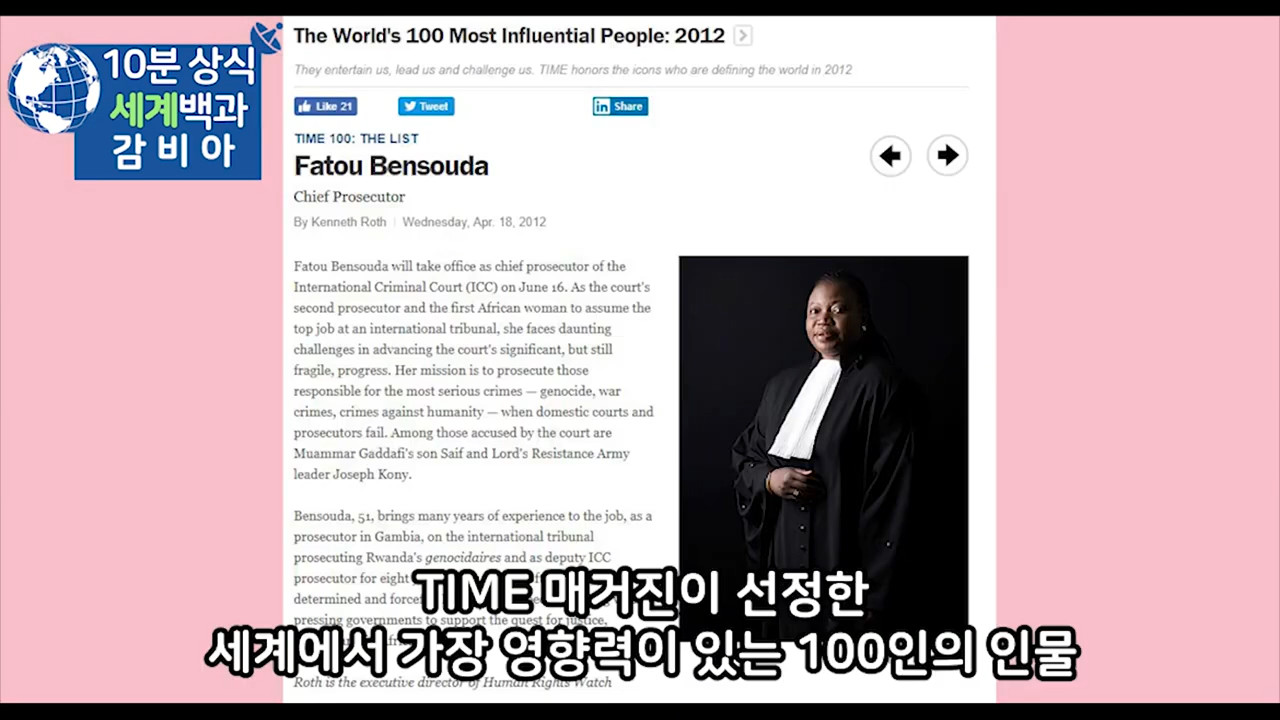 10분 상식
세계백과
감비아
The World's 100 Most Influential People: 2012
They entertain us, lead us and challenge us. TIME honors the icons who are defining the world in 2012
Like 21
Tweet
in Share
TIME 100: THE LIST
Fatou Bensouda
Chief Prosecutor
By Kenneth Roth | Wednesday, Apr. 18, 2012
Fatou Bensouda will take office as chief prosecutor of the
International Criminal Court (ICC) on June 16. As the court's
second prosecutor and the first African woman to assume the
top job at an international tribunal, she faces daunting
challenges in advancing the court's significant, but still
fragile, progress. Her mission is to prosecute those
responsible for the most serious crimes — genocide, war
crimes, crimes against humanity — when domestic courts and
prosecutors fail. Among those accused by the court are
Muammar Gaddafi's son Saif and Lord's Resistance Army
leader Joseph Kony.
Bensouda, 51, brings many years of experience to the job, as a
prosecutor in Gambia, on the international tribunal
prosecuting Rwanda's genocidaires and as deputy ICC
prosecutor for eight
determined and
pressing governments to support the quest for justice,
Roth is the executive director of Human Rights Watch
TIME 매거진이 선정한
세계에서 가장 영향력이 있는 100인의 인물